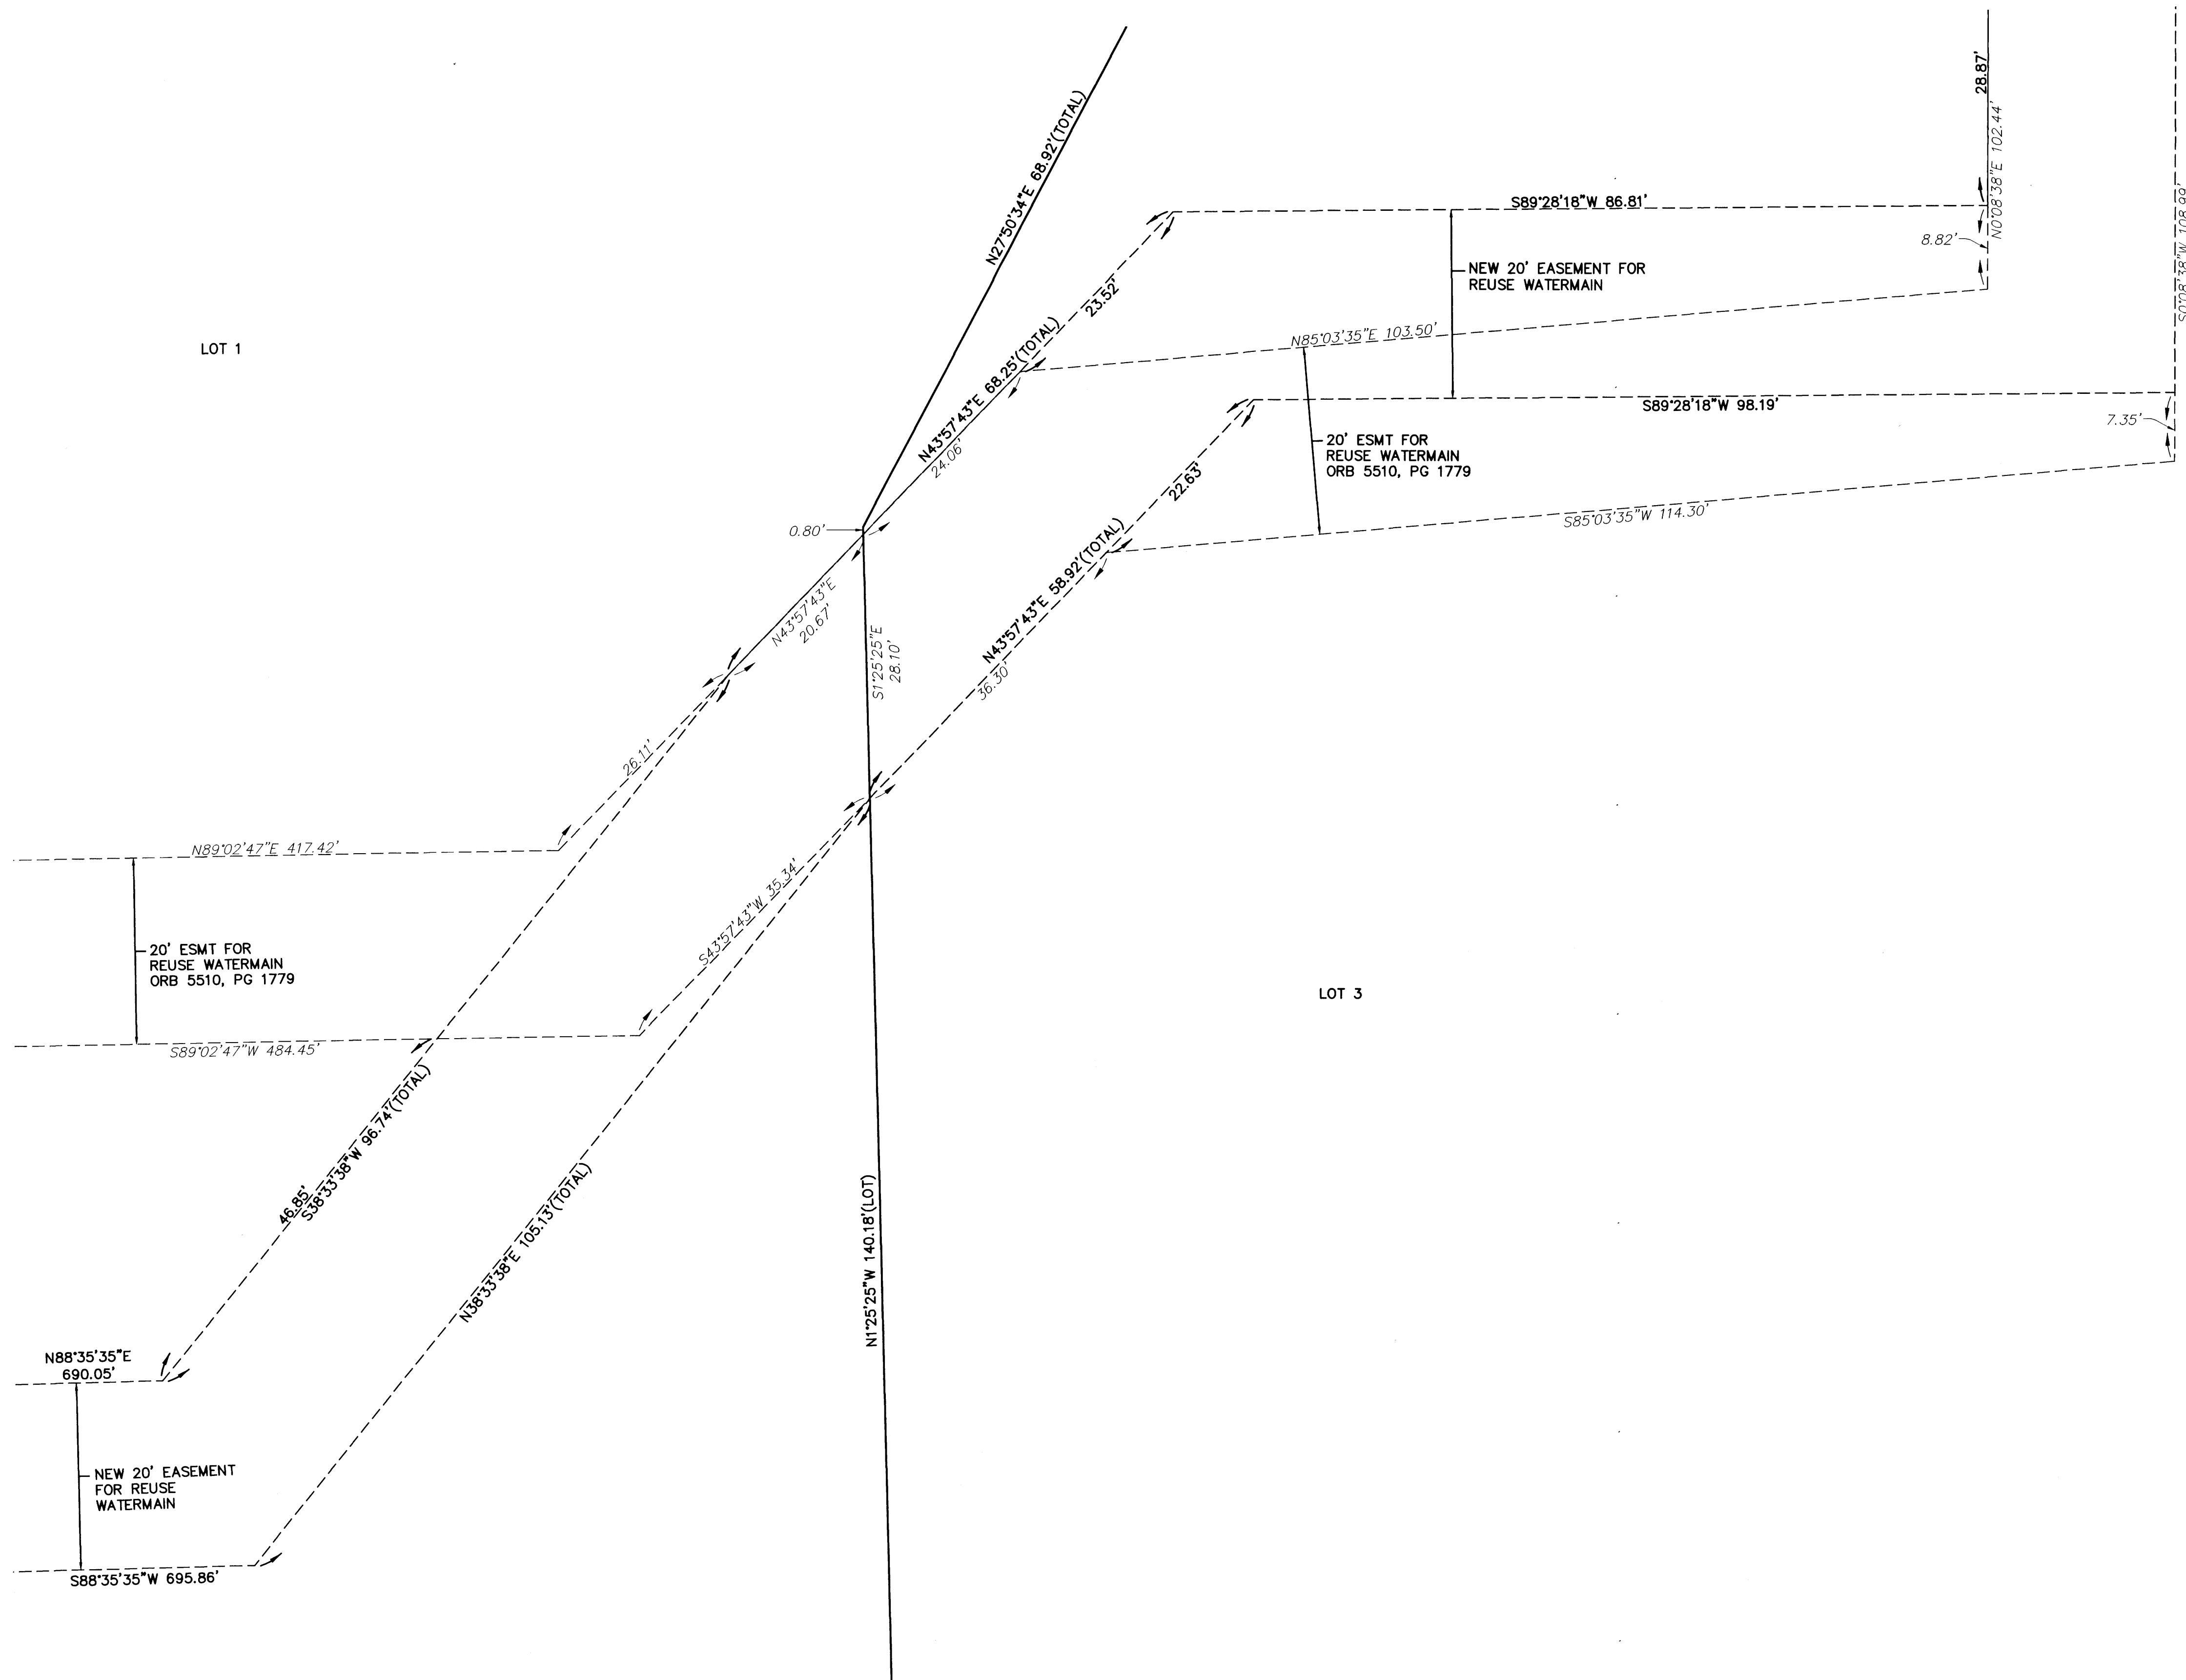 28.87'
N0°08'38"E 102.44'
S0°08'38"W 108.99'
N27°50'34"E 68.92'(TOTAL)
S89°28'18"W 86.81'
8.82'
NEW 20' EASEMENT FOR
REUSE WATERMAIN
23.52'
LOT 1
N85°03'35"E 103.50'
N43°57'43"E 68.25'(TOTAL)
24.06'
S89°28'18"W 98.19'
7.35'
20' ESMT FOR
REUSE WATERMAIN
ORB 5510, PG 1779
22.63'
S85°03'35"W 114.30'
0.80'
N43°57'43"E
20.67'
N43°57'43"E 58.92'(TOTAL)
36.30'
S1°25'25"E
28.10'
26.11'
N89°02'47"E 417.42'
S43°57'43"W 35.34'
20' ESMT FOR
REUSE WATERMAIN
ORB 5510, PG 1779
LOT 3
S89°02'47"W 484.45'
46.85'
S38°33'38"W 96.74'(TOTAL)
N38°33'38"E 105.13'(TOTAL)
N1°25'25"W 140.18'(LOT)
N88°35'35"E
690.05'
NEW 20' EASEMENT
FOR REUSE
WATERMAIN
S88°35'35"W 695.86'